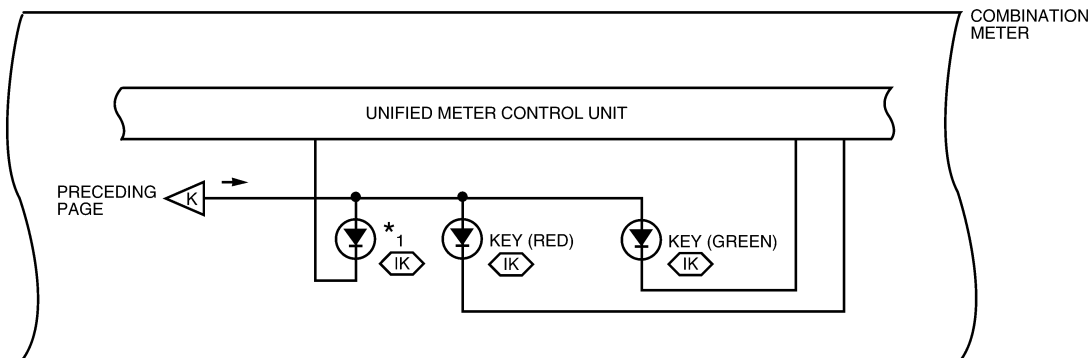 COMBINATION
METER
UNIFIED METER CONTROL UNIT
PRECEDING
PAGE
K
*1
IK
KEY (RED)
IK
KEY (GREEN)
IK